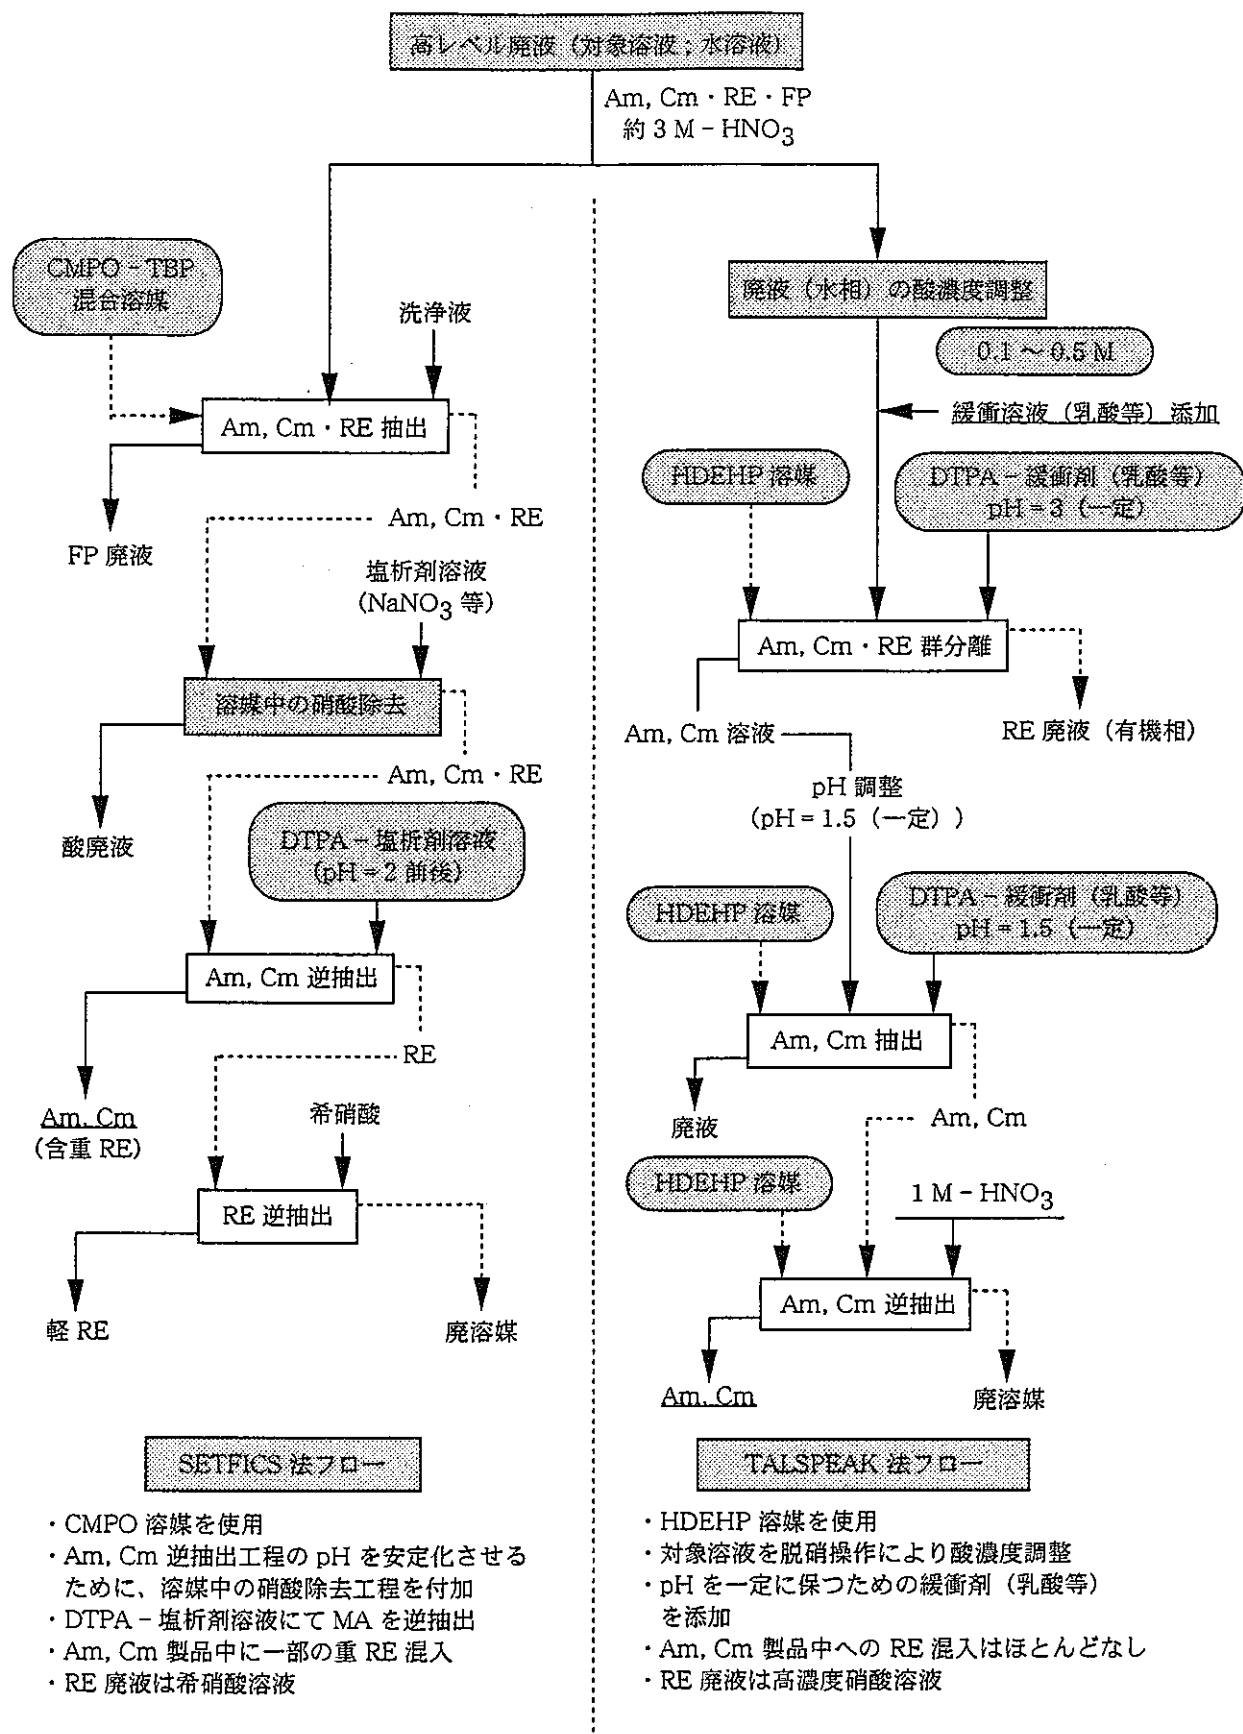 高レベル廃液（対象溶液；水溶液）
Am, Cm・RE・FP
約 3 M − HNO3
CMPO − TBP
混合溶媒
洗浄液
Am, Cm・RE 抽出
Am, Cm・RE
FP 廃液
塩析剤溶液
(NaNO3 等)
溶媒中の硝酸除去
Am, Cm・RE
酸廃液
DTPA − 塩析剤溶液
(pH = 2 前後)
Am, Cm 逆抽出
RE
Am, Cm
(含重 RE)
希硝酸
RE 逆抽出
軽 RE
廃溶媒
SETFICS 法フロー
・CMPO 溶媒を使用
・Am, Cm 逆抽出工程の pH を安定化させる
ために、溶媒中の硝酸除去工程を付加
・DTPA − 塩析剤溶液にて MA を逆抽出
・Am, Cm 製品中に一部の重 RE 混入
・RE 廃液は希硝酸溶液
廃液（水相）の酸濃度調整
0.1 〜 0.5 M
緩衝溶液（乳酸等）添加
HDEHP 溶媒
DTPA − 緩衝剤（乳酸等）
pH = 3（一定）
Am, Cm・RE 群分離
Am, Cm 溶液
RE 廃液（有機相）
pH 調整
(pH = 1.5（一定））
HDEHP 溶媒
DTPA − 緩衝剤（乳酸等）
pH = 1.5（一定）
Am, Cm 抽出
廃液
Am, Cm
HDEHP 溶媒
1 M − HNO3
Am, Cm 逆抽出
Am, Cm
廃溶媒
TALSPEAK 法フロー
・HDEHP 溶媒を使用
・対象溶液を脱硝操作により酸濃度調整
・pH を一定に保つための緩衝剤（乳酸等）
を添加
・Am, Cm 製品中への RE 混入はほとんどなし
・RE 廃液は高濃度硝酸溶液